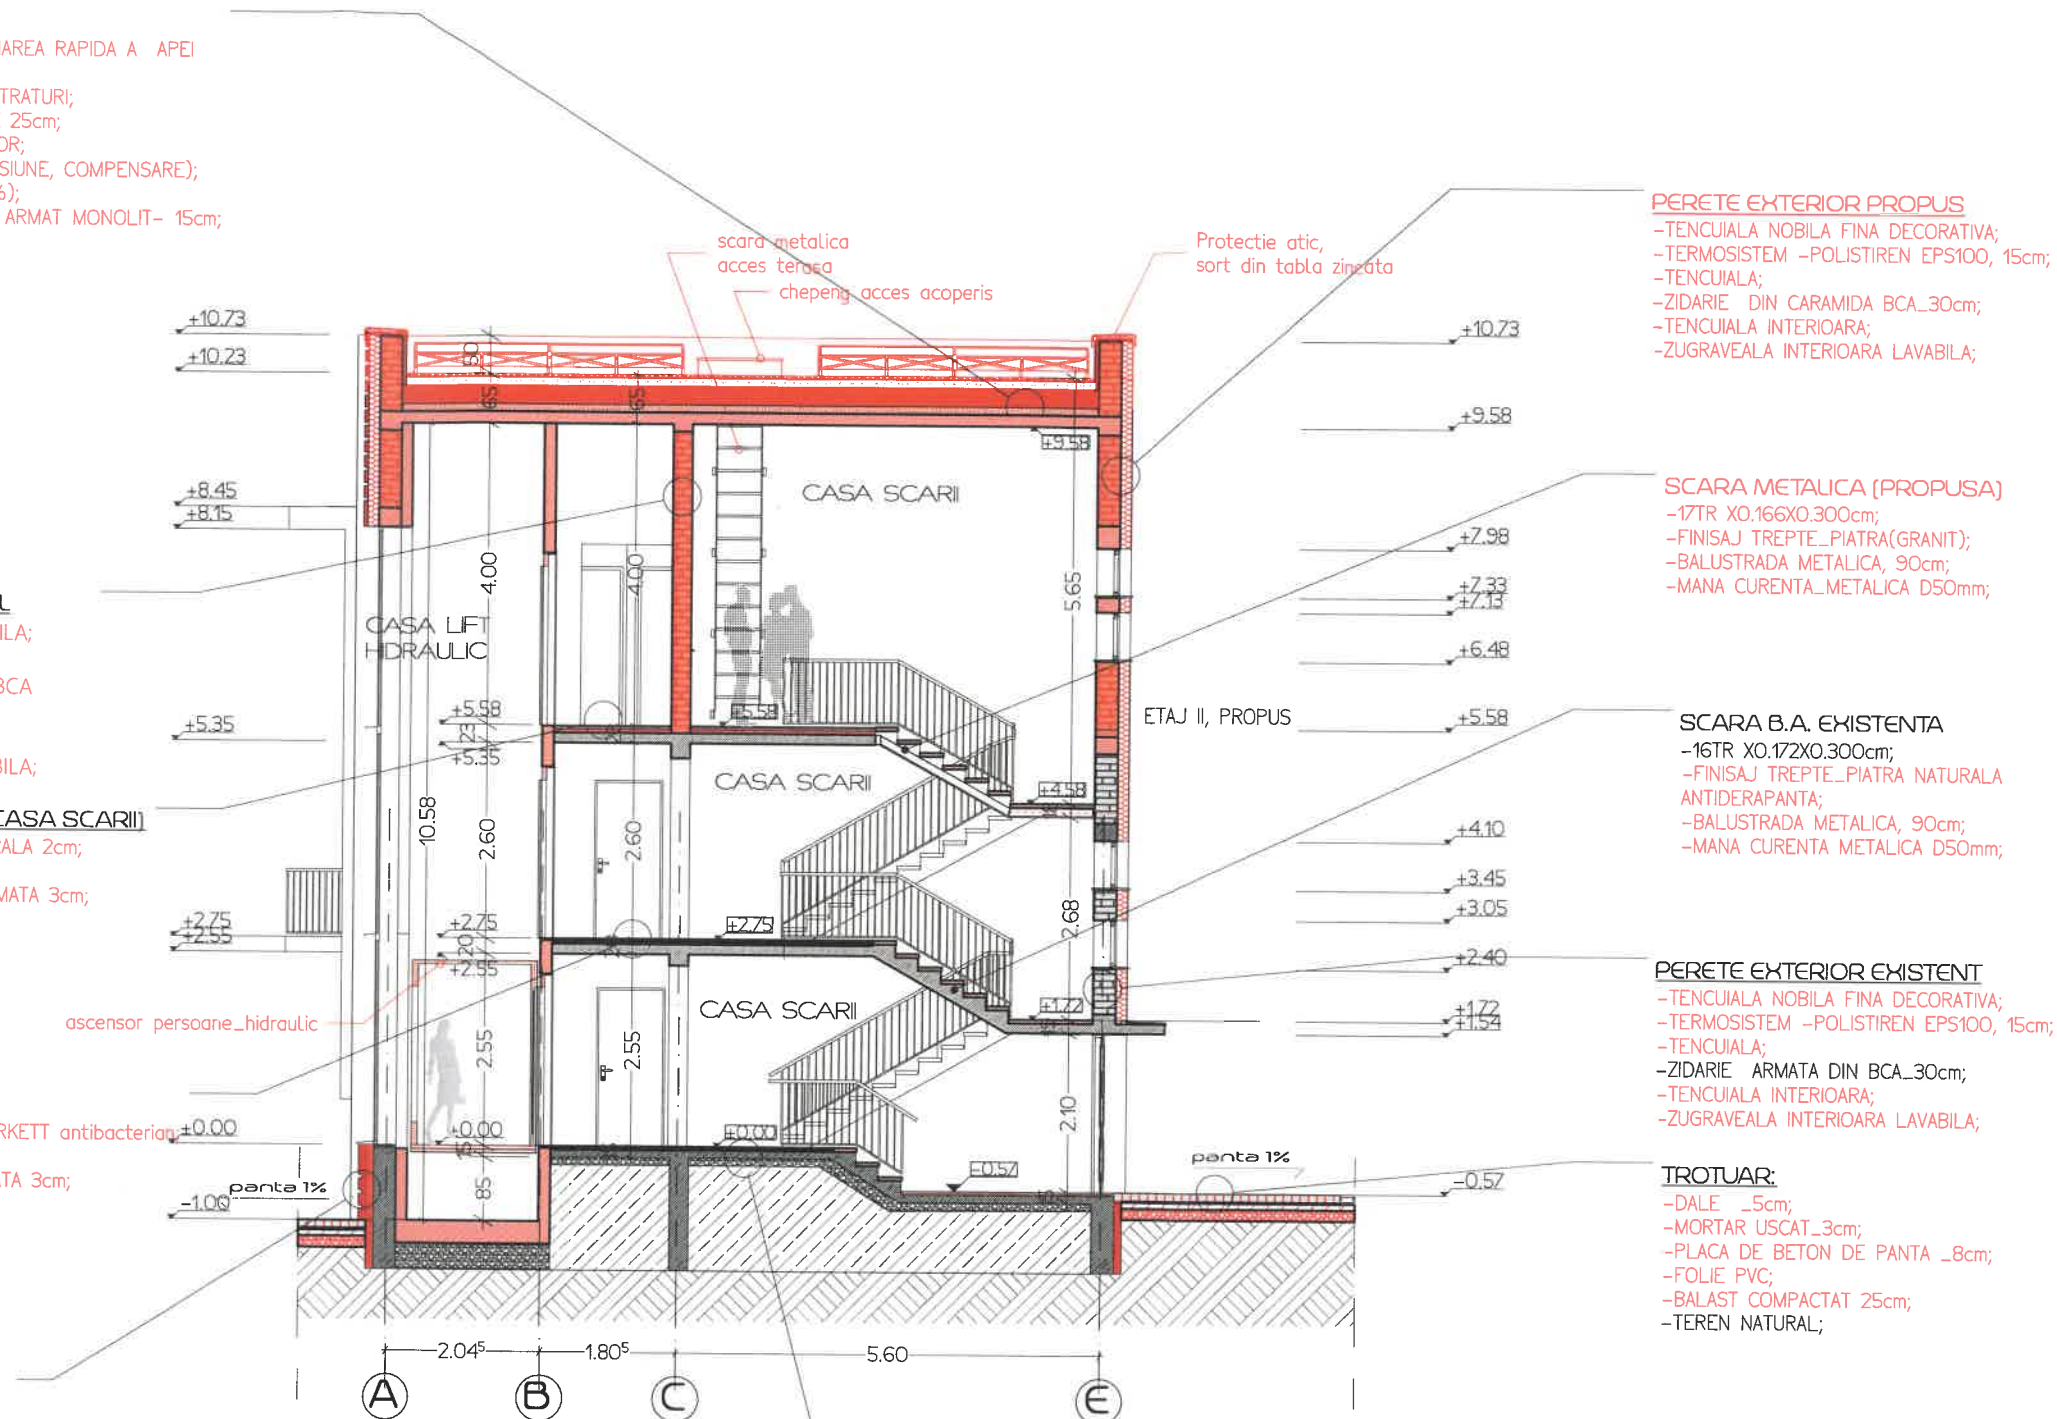 AREA RAPIDA A APEI
TRATURI;
25cm;
OR;
SIUNE, COMPENSARE);
ARMAT MONOLIT- 15cm;
scara metalica
acces terasa
chepeng acces acoperis
Protectie atic,
sort din tabla zincata
PERETE EXTERIOR PROPUS
-TENCUIALA NOBILA FINA DECORATIVA;
-TERMOSISTEM -POLISTIREN EPS100, 15cm;
-TENCUIALA;
-ZIDARIE DIN CARAMIDA BCA_30cm;
-TENCUIALA INTERIOARA;
-ZUGRAVEALA INTERIOARA LAVABILA;
SCARA METALICA (PROPUSA)
-17TR X0.166X0.300cm;
-FINISAJ TREPTE_PIATRA(GRANIT);
-BALUSTRADA METALICA, 90cm;
-MANA CURENTA_METALICA D50mm;
SCARA B.A. EXISTENTA
-16TR X0.172X0.300cm;
-FINISAJ TREPTE_PIATRA NATURALA
ANTIDERAPANTA;
-BALUSTRADA METALICA, 90cm;
-MANA CURENTA METALICA D50mm;
PERETE EXTERIOR EXISTENT
-TENCUIALA NOBILA FINA DECORATIVA;
-TERMOSISTEM -POLISTIREN EPS100, 15cm;
-TENCUIALA;
-ZIDARIE ARMATA DIN BCA_30cm;
-TENCUIALA INTERIOARA;
-ZUGRAVEALA INTERIOARA LAVABILA;
TROTUAR:
-DALE _5cm;
-MORTAR USCAT_3cm;
-PLACA DE BETON DE PANTA _8cm;
-FOLIE PVC;
-BALAST COMPACTAT 25cm;
-TEREN NATURAL;
+10.73
+10.23
+8.45
+8.15
+5.35
+2.75
+2.55
±0.00
-1.00
panta 1%
L
ILA;
BCA
BILA;
CASA SCARII)
ALA 2cm;
MATA 3cm;
ascensor persoane_hidraulic
RKETT antibacterian;
TA 3cm;
50
65
65
4.00
4.00
5.65
CASA SCARII
CASA LIFT
HIDRAULIC
+9.58
+5.58
23
+5.35
+5.58
10.58
2.60
2.60
CASA SCARII
+4.58
2.68
+2.75
20
+2.55
+2.75
CASA SCARII
2.55
2.55
+1.72
2.10
±0.00
15
85
±0.00
-0.57
15
ETAJ II, PROPUS
+10.73
+9.58
+7.98
+7.33
+7.13
+6.48
+5.58
+4.10
+3.45
+3.05
+2.40
+1.72
+1.54
panta 1%
-0.57
2.04⁵
1.80⁵
5.60
A
B
C
E